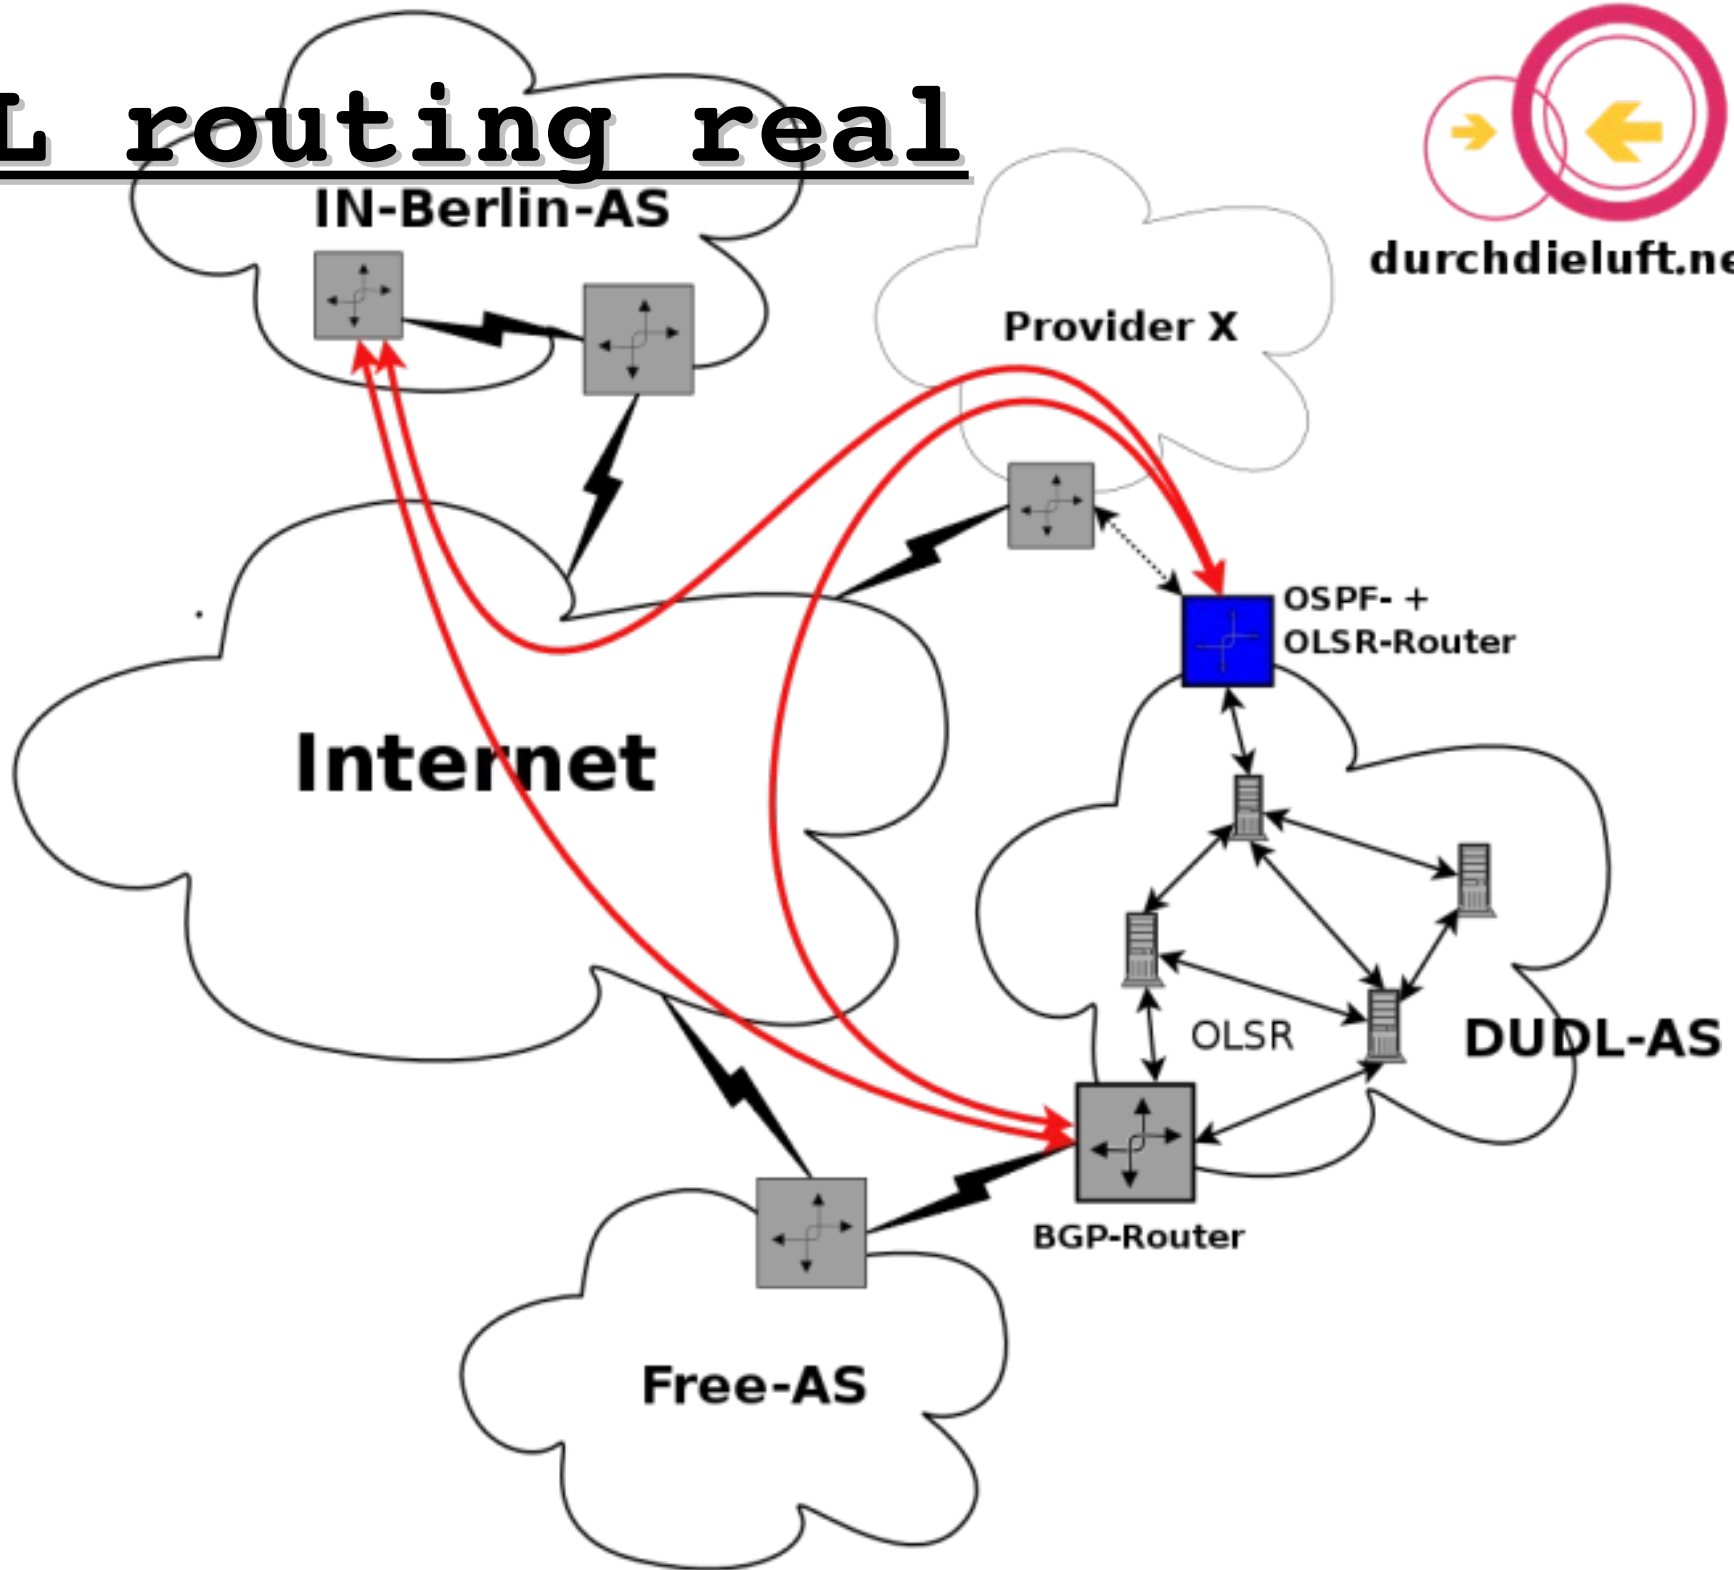 L routing real
IN-Berlin-AS
durchdieluft.ne
Provider X
OSPF- +
OLSR-Router
Internet
OLSR
DUDL-AS
BGP-Router
Free-AS